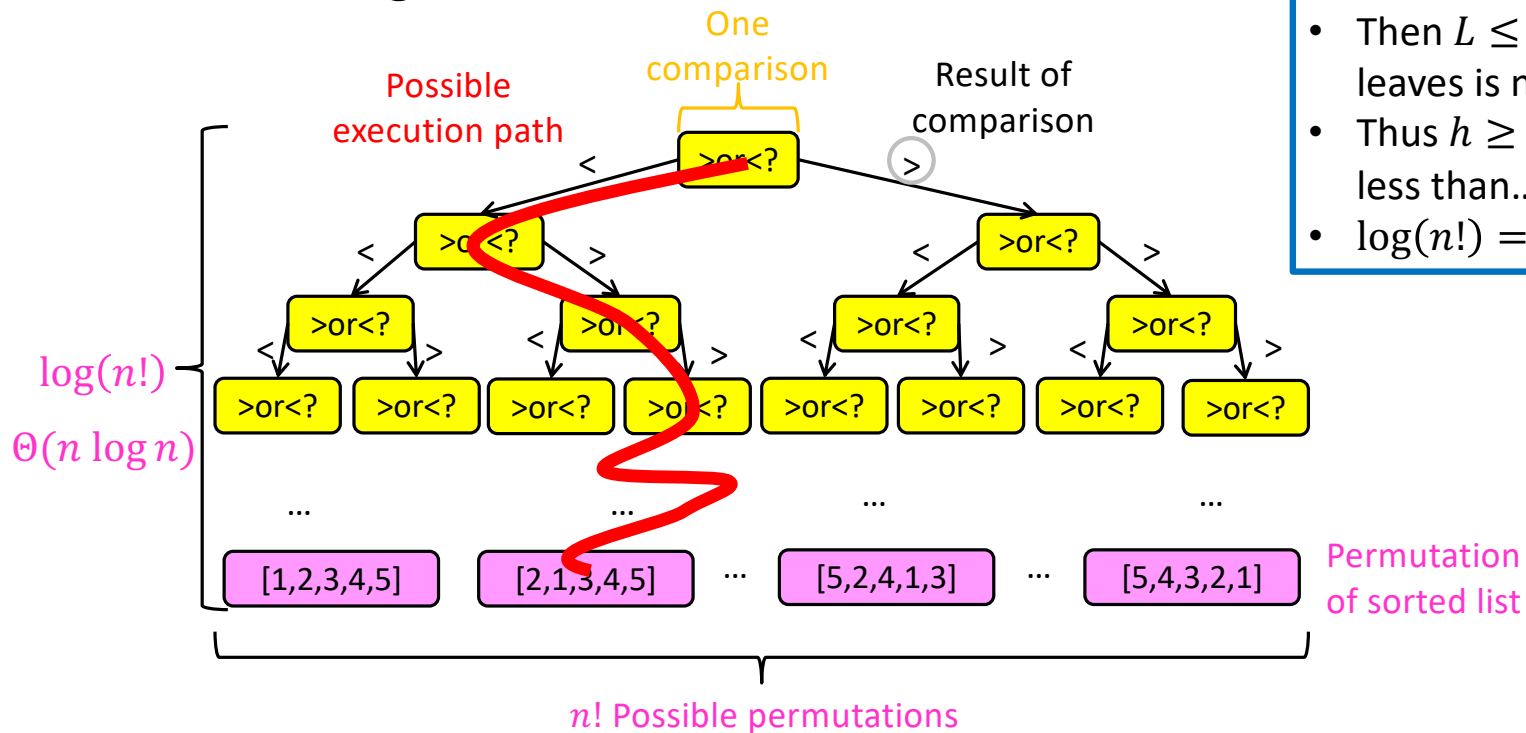 One
comparison
Possible
execution path
Result of
comparison
• Then L ≤
leaves is
• Thus h ≥
less than..
• log(n!) =
>or<?
< >
>or<? >or<?
< > < >
>or<? >or<? >or<? >or<?
< > < > < > < >
>or<? >or<? >or<? >or<? >or<? >or<? >or<? >or<?
log(n!)
Θ(n log n)
... ... ... ...
[1,2,3,4,5] [2,1,3,4,5] ... [5,2,4,1,3] ... [5,4,3,2,1]
Permutation
of sorted list
n! Possible permutations